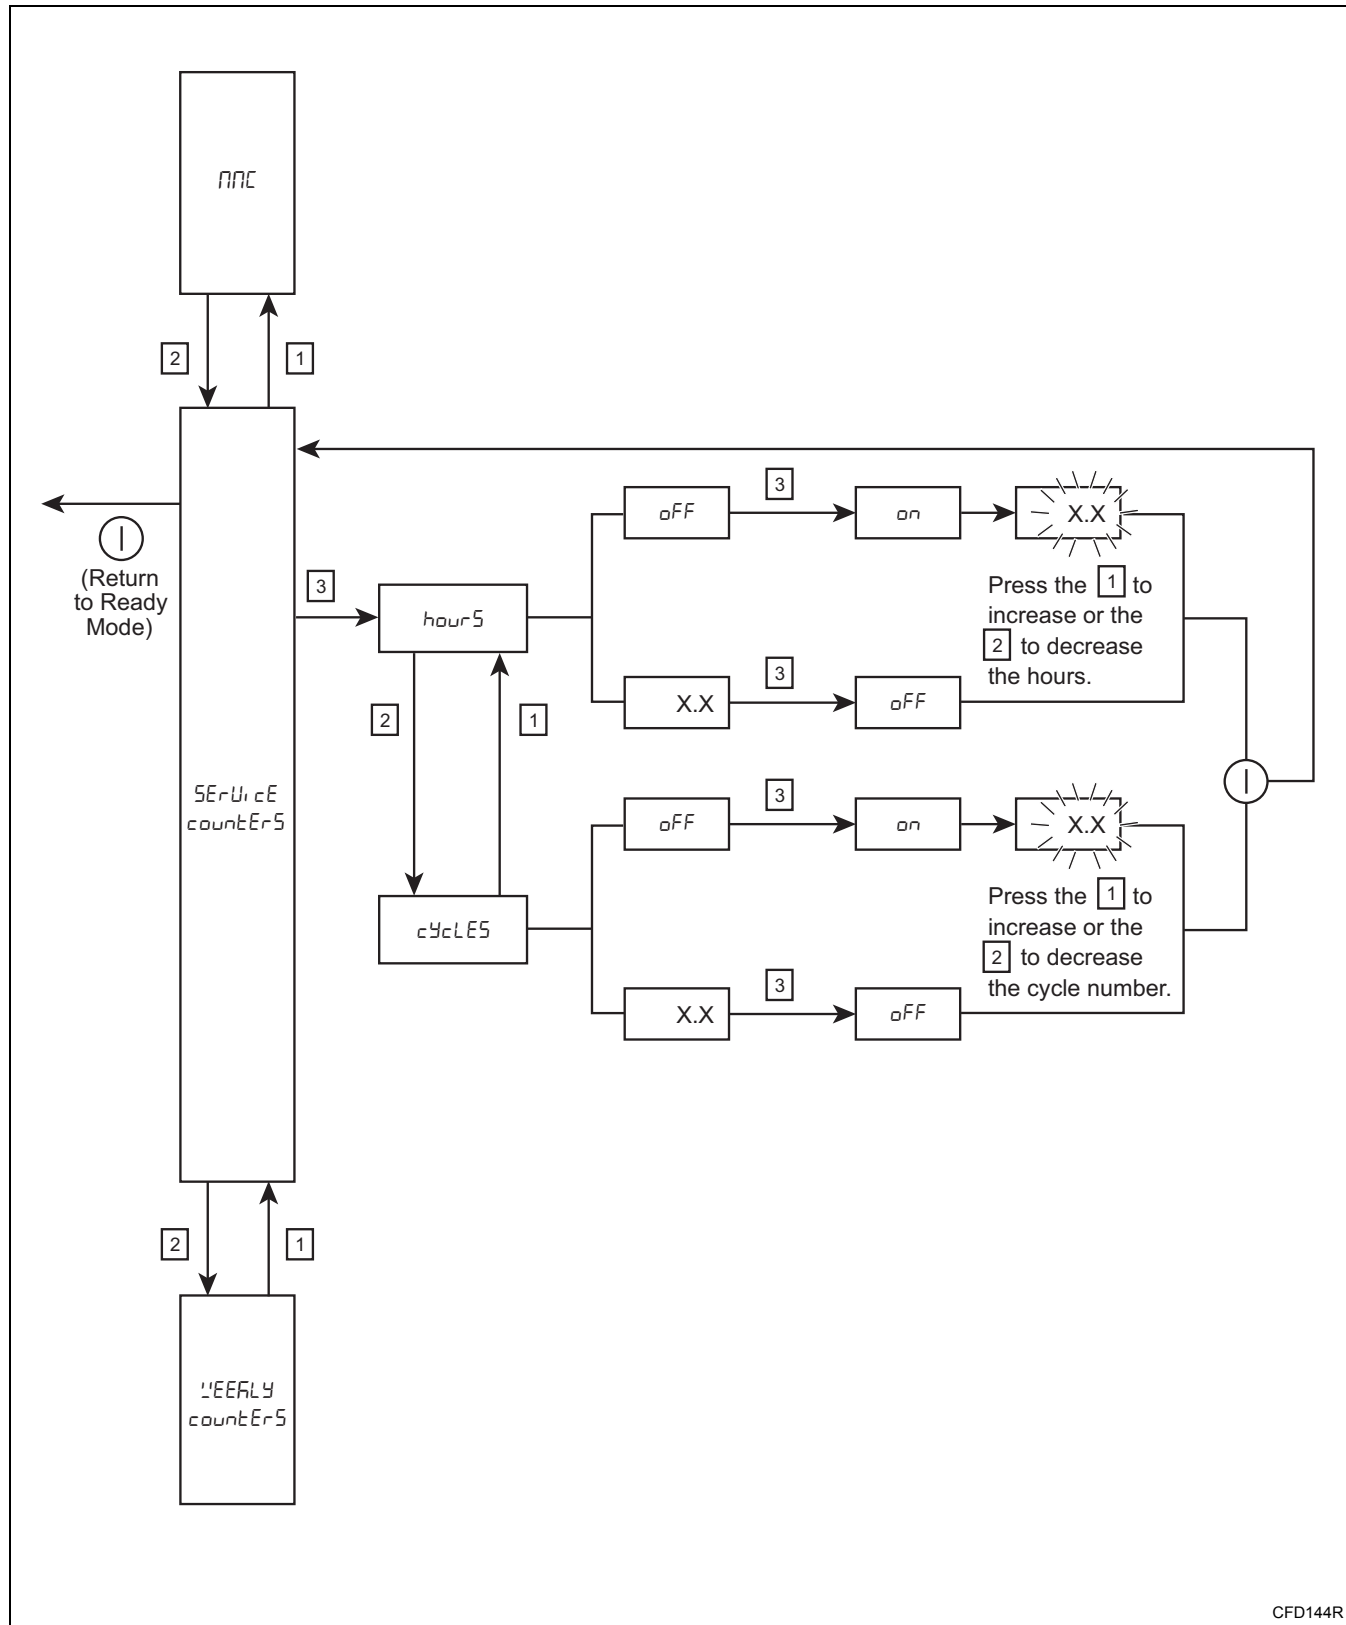 MMC
2
1
SErVicE
countErS
(Return
to Ready
Mode)
3
hourS
2
1
cYcLES
oFF
3
on
X.X
Press the 1 to
increase or the
2 to decrease
the hours.
X.X
3
oFF
oFF
3
on
X.X
Press the 1 to
increase or the
2 to decrease
the cycle number.
X.X
3
oFF
2
1
WEEKLY
countErS
CFD144R